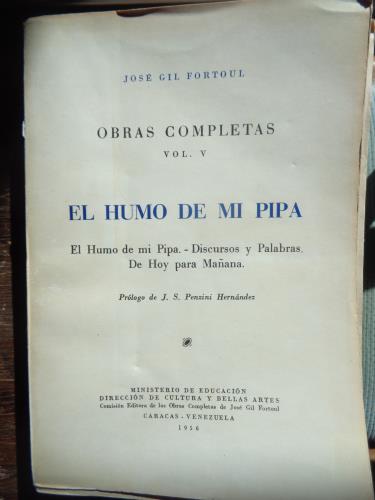 JOSÉ GIL FORTOUL
OBRAS COMPLETAS
VOL. V
EL HUMO DE MI PIPA
El Humo de mi Pipa. - Discursos y Palabras.
De Hoy para Mañana.
Prólogo de J. S. Penzini Hernández
MINISTERIO DE EDUCACIÓN
DIRECCIÓN DE CULTURA Y BELLAS ARTES
Comisión Editora de las Obras Completas de José Gil Fortoul
CARACAS - VENEZUELA
1956